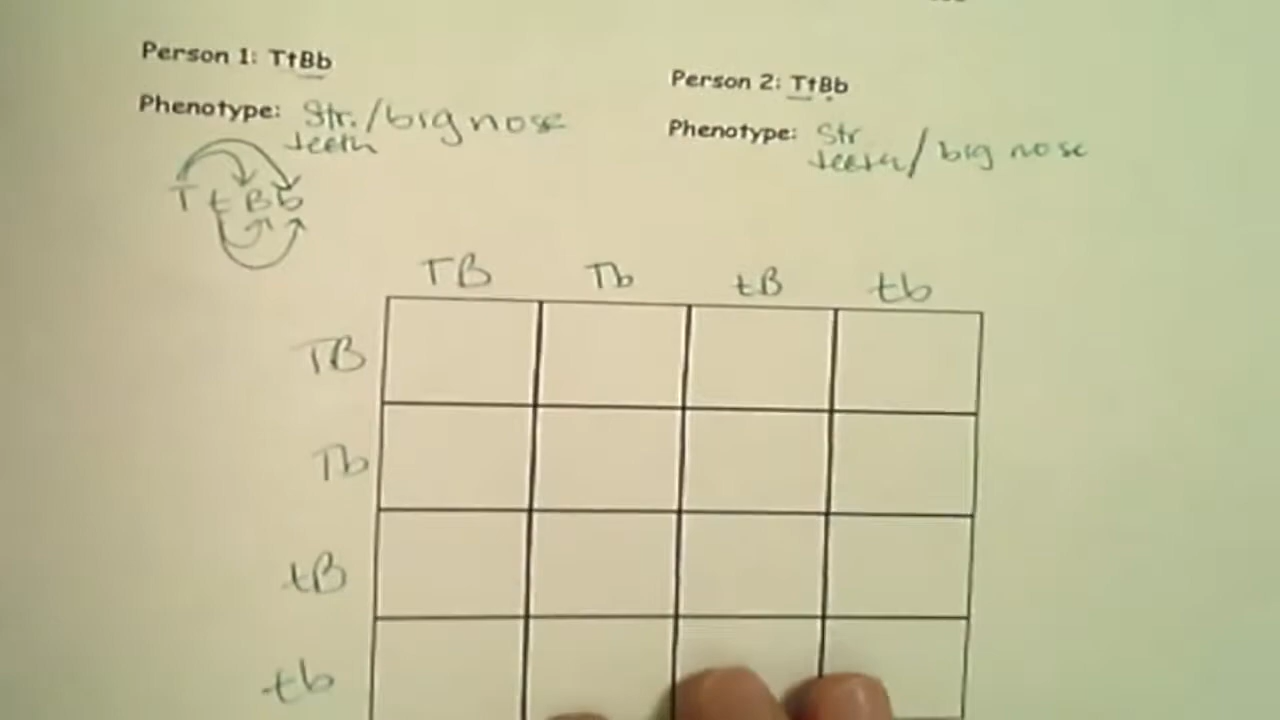 Person 1: TtBb
Phenotype: Str./big nose
teeth
T t B b
Person 2: TtBb
Phenotype: Str
teeth/big nose
TB Tb tB tb
TB
Tb
tB
tb